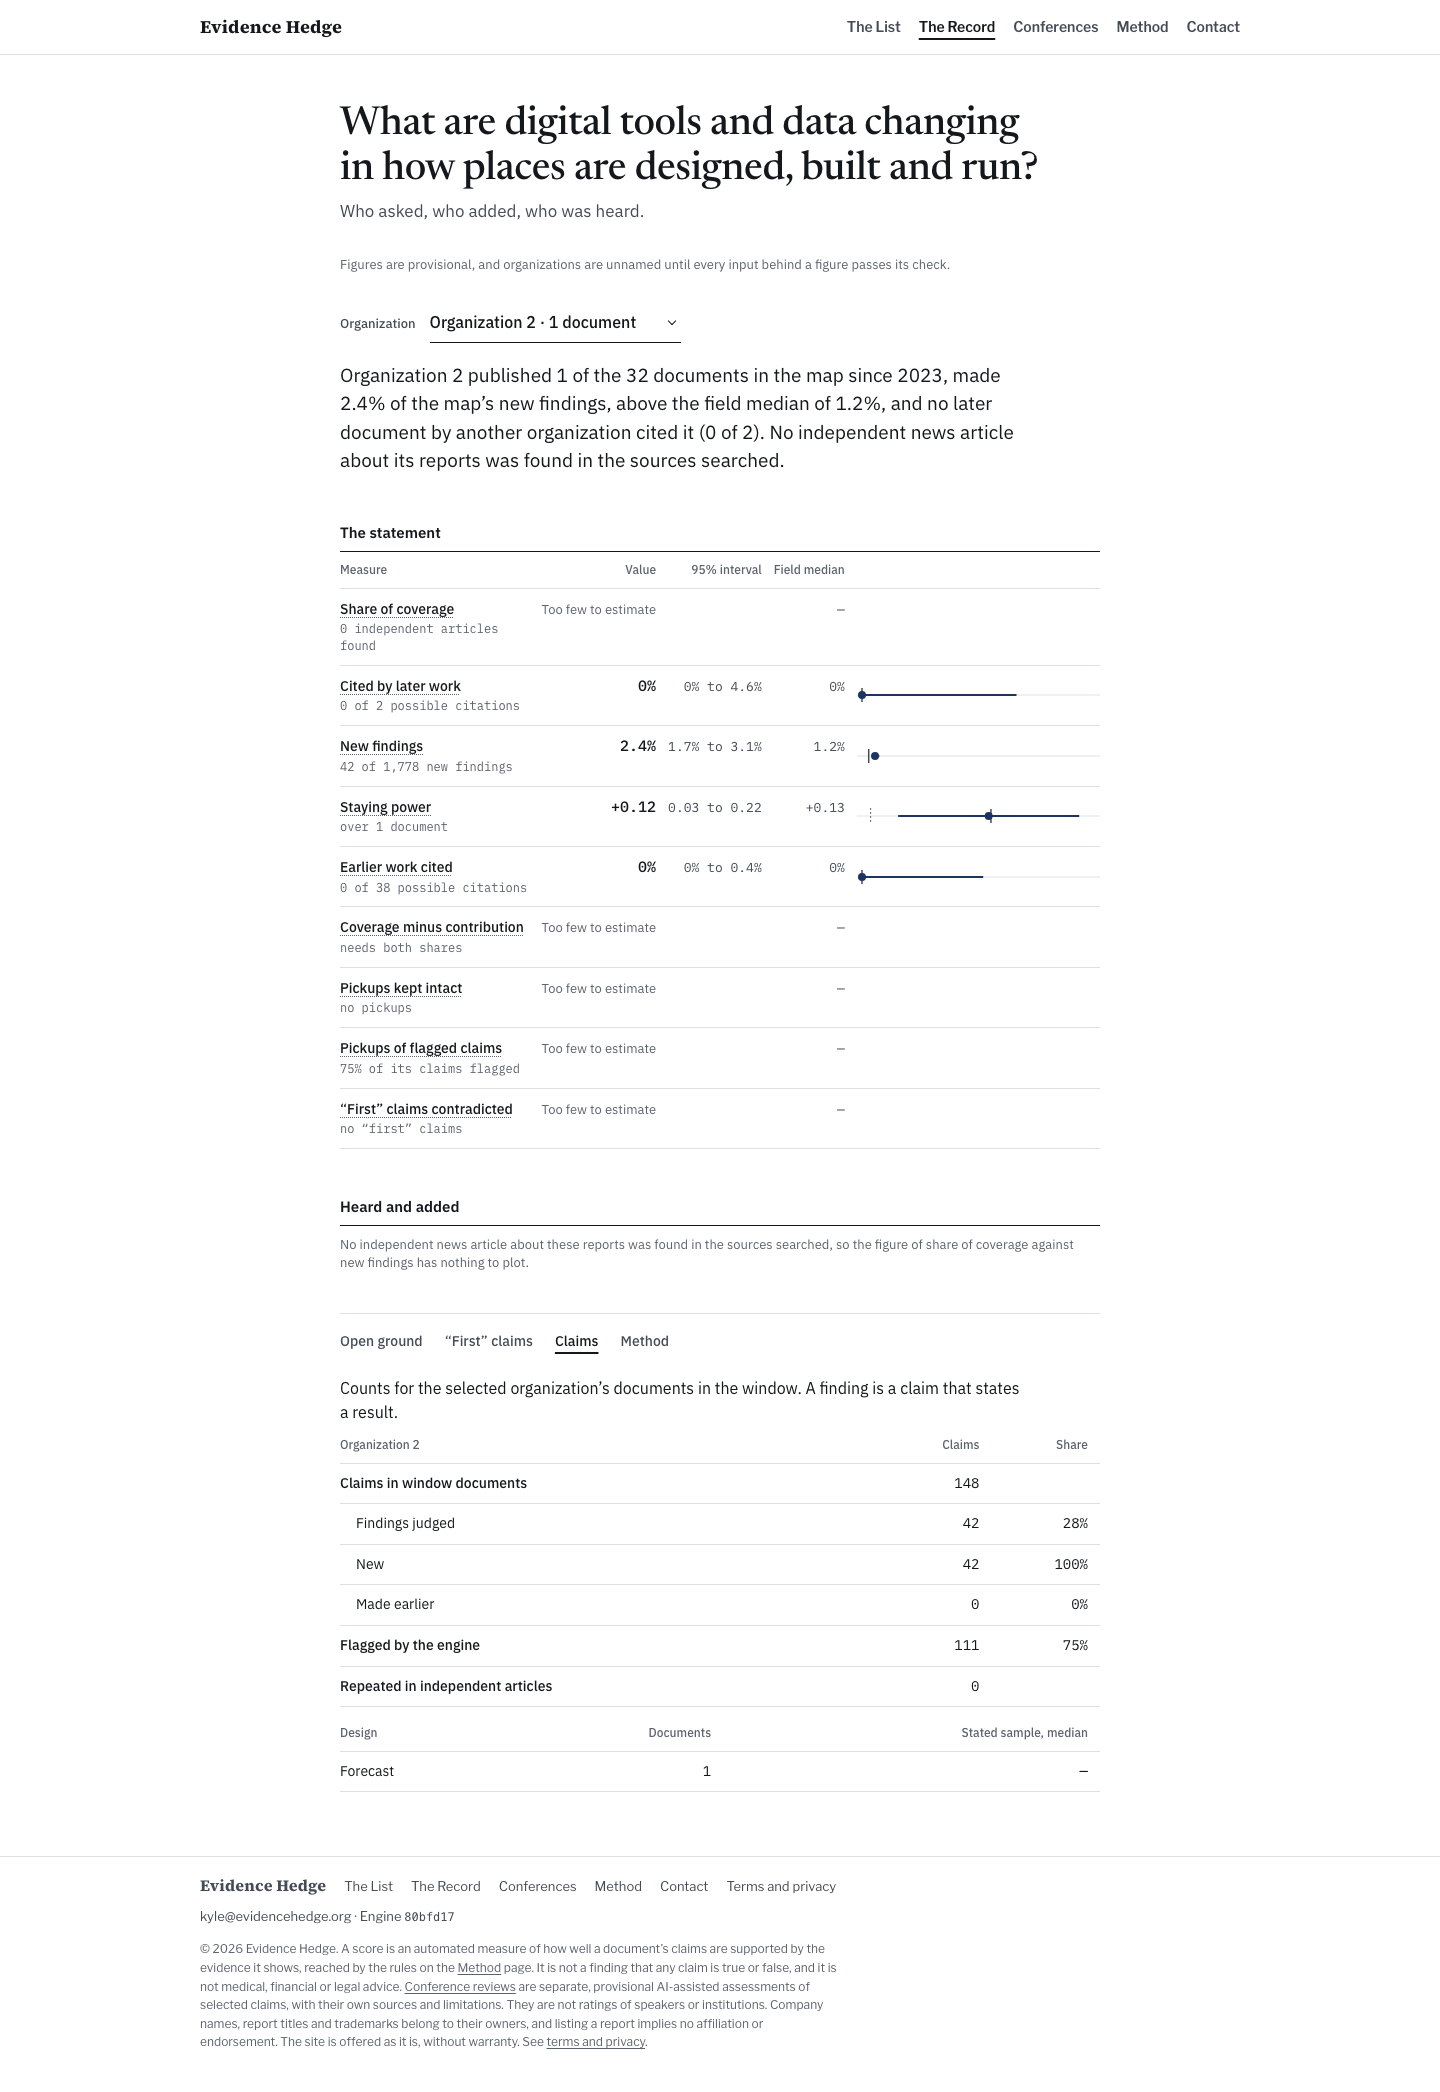 Evidence Hedge
The List The Record Conferences Method Contact
What are digital tools and data changing
in how places are designed, built and run?
Who asked, who added, who was heard.
Figures are provisional, and organizations are unnamed until every input behind a figure passes its check.
Organization Organization 2 · 1 document
Organization 2 published 1 of the 32 documents in the map since 2023, made
2.4% of the map’s new findings, above the field median of 1.2%, and no later
document by another organization cited it (0 of 2). No independent news article
about its reports was found in the sources searched.
The statement
Measure Value 95% interval Field median
Share of coverage Too few to estimate –
0 independent articles
found
Cited by later work 0% 0% to 4.6% 0%
0 of 2 possible citations
New findings 2.4% 1.7% to 3.1% 1.2%
42 of 1,778 new findings
Staying power +0.12 0.03 to 0.22 +0.13
over 1 document
Earlier work cited 0% 0% to 0.4% 0%
0 of 38 possible citations
Coverage minus contribution Too few to estimate –
needs both shares
Pickups kept intact Too few to estimate –
no pickups
Pickups of flagged claims Too few to estimate –
75% of its claims flagged
“First” claims contradicted Too few to estimate –
no “first” claims
Heard and added
No independent news article about these reports was found in the sources searched, so the figure of share of coverage against
new findings has nothing to plot.
Open ground “First” claims Claims Method
Counts for the selected organization’s documents in the window. A finding is a claim that states
a result.
Organization 2 Claims Share
Claims in window documents 148
Findings judged 42 28%
New 42 100%
Made earlier 0 0%
Flagged by the engine 111 75%
Repeated in independent articles 0
Design Documents Stated sample, median
Forecast 1 –
Evidence Hedge The List The Record Conferences Method Contact Terms and privacy
kyle@evidencehedge.org · Engine 80bfd17
© 2026 Evidence Hedge. A score is an automated measure of how well a document’s claims are supported by the
evidence it shows, reached by the rules on the Method page. It is not a finding that any claim is true or false, and it is
not medical, financial or legal advice. Conference reviews are separate, provisional AI-assisted assessments of
selected claims, with their own sources and limitations. They are not ratings of speakers or institutions. Company
names, report titles and trademarks belong to their owners, and listing a report implies no affiliation or
endorsement. The site is offered as it is, without warranty. See terms and privacy.